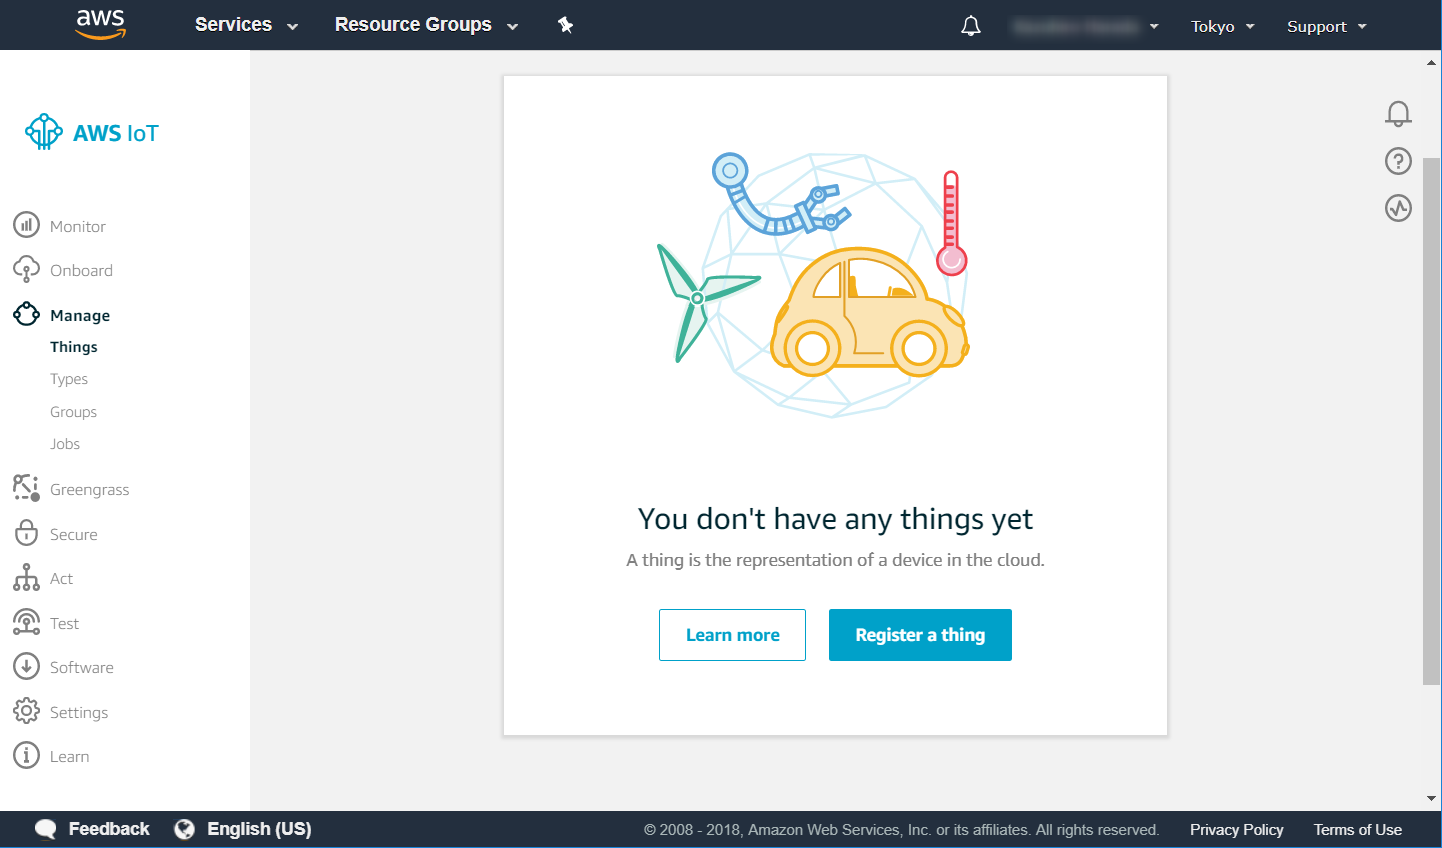 aws
Services
Resource Groups
Tokyo
Support
AWS IoT
Monitor
Onboard
Manage
Things
Types
Groups
Jobs
Greengrass
Secure
Act
Test
Software
Settings
Learn
You don't have any things yet
A thing is the representation of a device in the cloud.
Learn more
Register a thing
Feedback
English (US)
© 2008 - 2018, Amazon Web Services, Inc. or its affiliates. All rights reserved.
Privacy Policy
Terms of Use